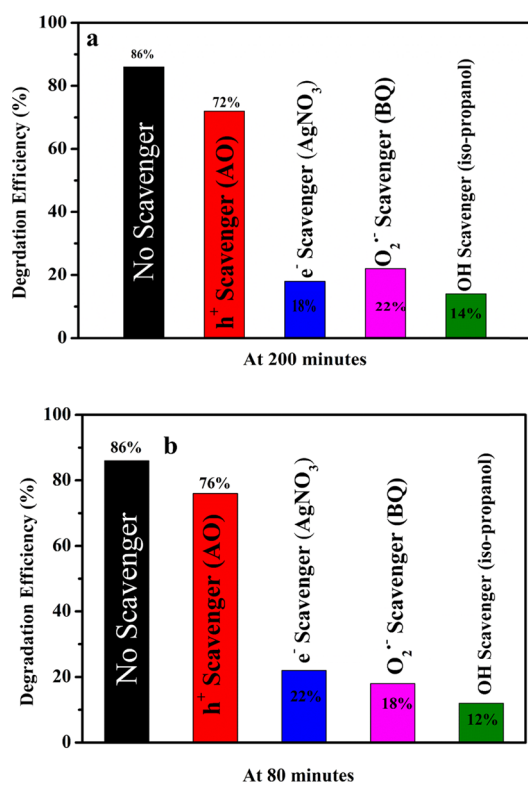 a
86%
72%
No Scavenger
h⁺ Scavenger (AO)
e⁻ Scavenger (AgNO₃)
O₂•⁻ Scavenger (BQ)
OH Scavenger (iso-propanol)
18%
22%
14%
100
80
60
40
20
0
Degrdation Efficiency (%)
At 200 minutes
b
86%
76%
No Scavenger
h⁺ Scavenger (AO)
e⁻ Scavenger (AgNO₃)
O₂•⁻ Scavenger (BQ)
OH Scavenger (iso-propanol)
22%
18%
12%
100
80
60
40
20
0
Degradation Efficiency (%)
At 80 minutes